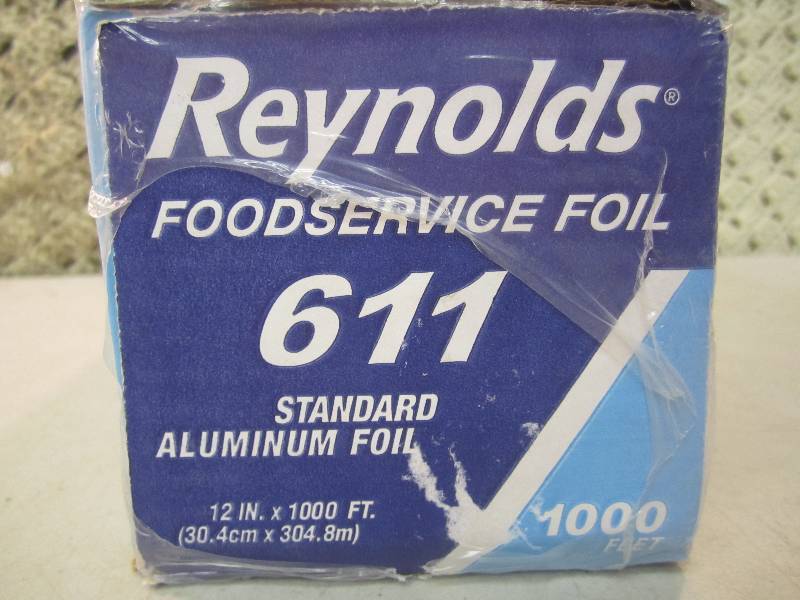 Reynolds®
FOODSERVICE FOIL
611
STANDARD
ALUMINUM FOIL
12 IN. x 1000 FT.
(30.4cm x 304.8m)
1000
FEET